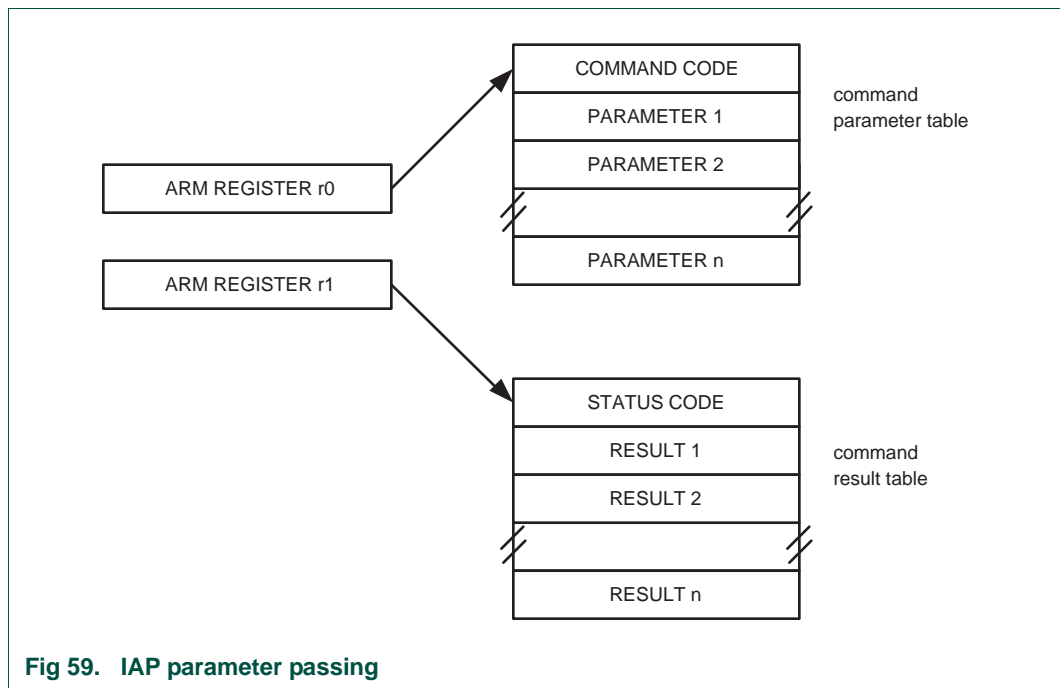 COMMAND CODE
PARAMETER 1
PARAMETER 2
PARAMETER n
command
parameter table
ARM REGISTER r0
ARM REGISTER r1
STATUS CODE
RESULT 1
RESULT 2
RESULT n
command
result table
Fig 59. IAP parameter passing